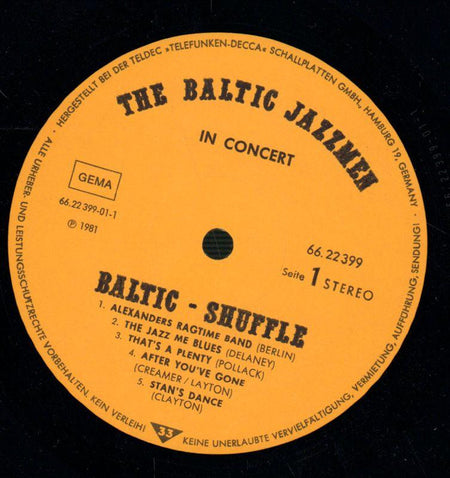 ALLE URHEBER- UND LEISTUNGSSCHUTZRECHTE VORBEHALTEN. KEIN VERLEIH! KEINE UNERLAUBTE VERVIELFÄLTIGUNG, VERMIETUNG, AUFFÜHRUNG, SENDUNG!
· HERGESTELLT BEI DER TELDEC »TELEFUNKEN-DECCA« SCHALLPLATTEN GMBH., HAMBURG 19, GERMANY ·
THE BALTIC JAZZMEN
IN CONCERT
GEMA
66.22 399-01-1
℗ 1981
66.22 399
Seite 1 STEREO
BALTIC - SHUFFLE
1. ALEXANDERS RAGTIME BAND (BERLIN)
2. THE JAZZ ME BLUES (DELANEY)
3. THAT'S A PLENTY (POLLACK)
4. AFTER YOU'VE GONE
(CREAMER/LAYTON)
5. STAN'S DANCE
(CLAYTON)
33